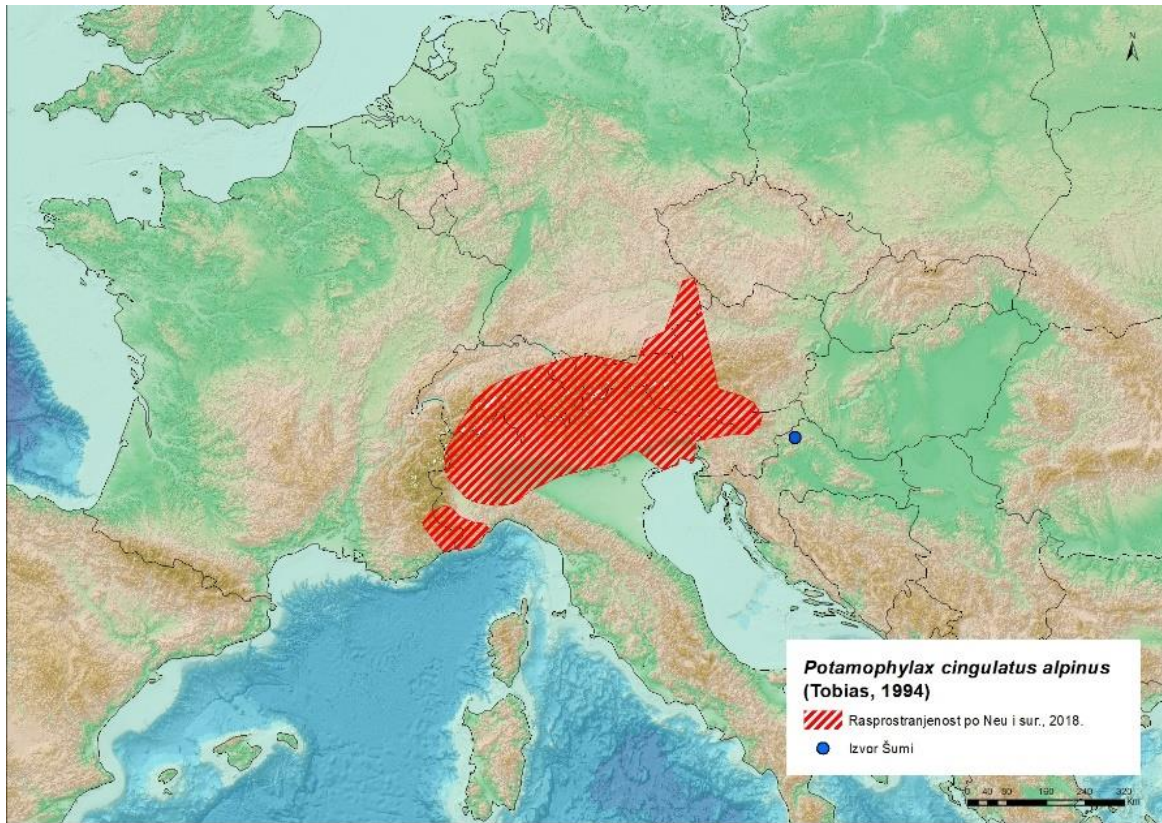 N
Potamophylax cingulatus alpinus
(Tobias, 1994)
Rasprostranjenost po Neu i sur., 2018.
Izvor Šumi
0 40 80 160 240 320
Km